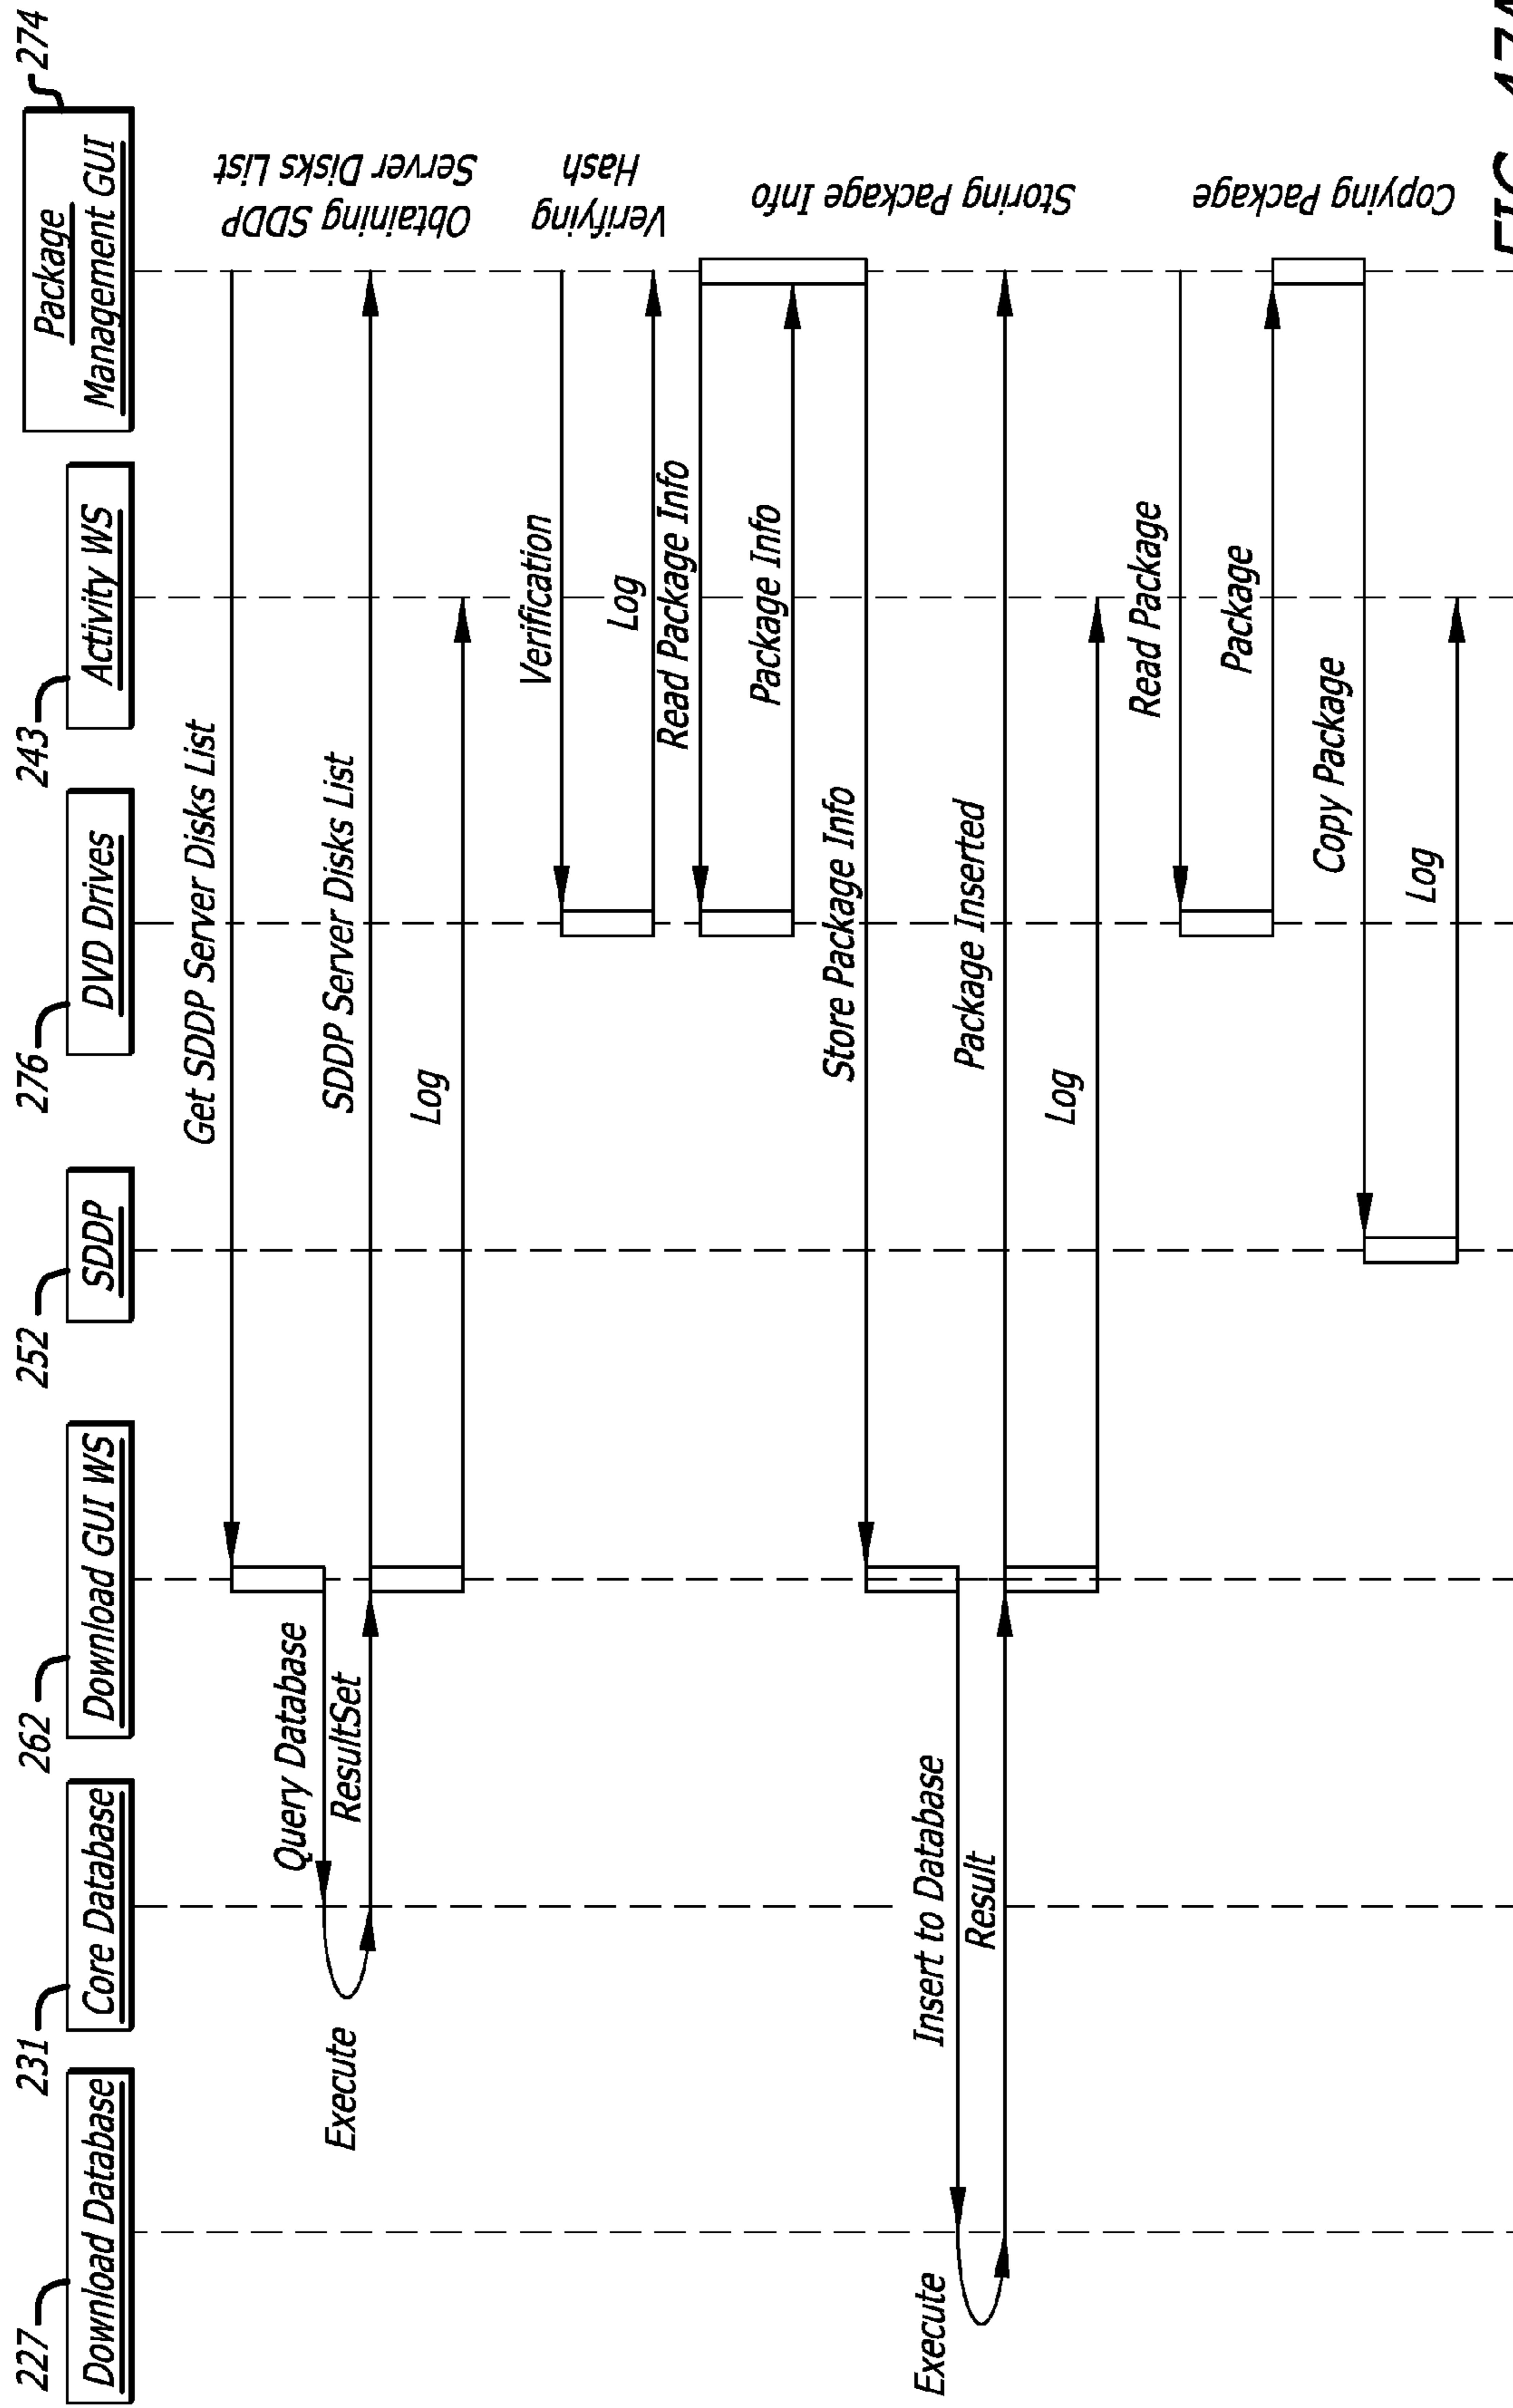 227
Download Database
231
Core Database
262
Download GUI WS
252
SDDP
276
DVD Drives
243
Activity WS
274
Package
Management GUI
Get SDDP Server Disks List
Query Database
Execute
ResultSet
SDDP Server Disks List
Log
Obtaining SDDP
Server Disks List
Verification
Log
Verifying
Hash
Read Package Info
Package Info
Store Package Info
Insert to Database
Execute
Result
Package Inserted
Log
Storing Package Info
Read Package
Package
Copy Package
Log
Copying Package
FIG.